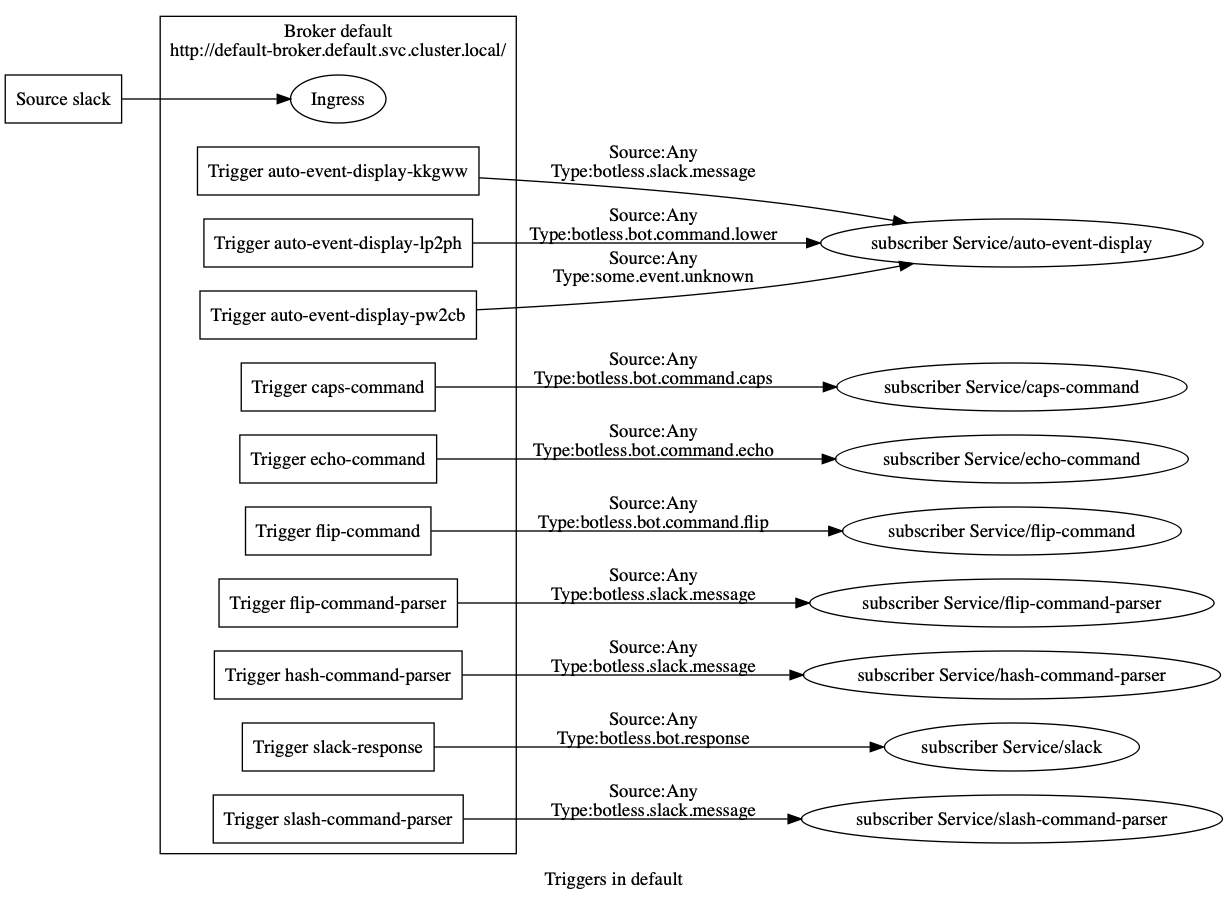 Broker default
http://default-broker.default.svc.cluster.local/
Source slack
Ingress
Trigger auto-event-display-kkgww
Source:Any
Type:botless.slack.message
Trigger auto-event-display-lp2ph
Source:Any
Type:botless.bot.command.lower
subscriber Service/auto-event-display
Source:Any
Type:some.event.unknown
Trigger auto-event-display-pw2cb
Trigger caps-command
Source:Any
Type:botless.bot.command.caps
subscriber Service/caps-command
Trigger echo-command
Source:Any
Type:botless.bot.command.echo
subscriber Service/echo-command
Trigger flip-command
Source:Any
Type:botless.bot.command.flip
subscriber Service/flip-command
Trigger flip-command-parser
Source:Any
Type:botless.slack.message
subscriber Service/flip-command-parser
Trigger hash-command-parser
Source:Any
Type:botless.slack.message
subscriber Service/hash-command-parser
Trigger slack-response
Source:Any
Type:botless.bot.response
subscriber Service/slack
Trigger slash-command-parser
Source:Any
Type:botless.slack.message
subscriber Service/slash-command-parser
Triggers in default